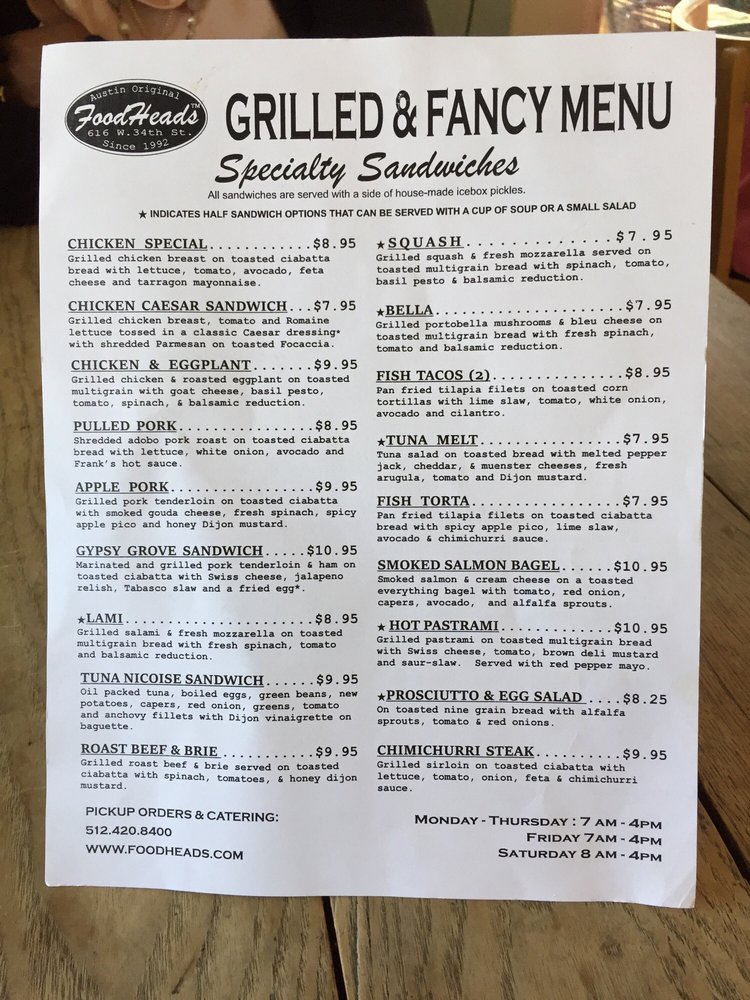 Austin Original
FoodHeads™
616 W.34th St.
Since 1992
GRILLED & FANCY MENU
Specialty Sandwiches
All sandwiches are served with a side of house-made icebox pickles.
★ INDICATES HALF SANDWICH OPTIONS THAT CAN BE SERVED WITH A CUP OF SOUP OR A SMALL SALAD
CHICKEN SPECIAL...........$8.95
Grilled chicken breast on toasted ciabatta
bread with lettuce, tomato, avocado, feta
cheese and tarragon mayonnaise.
CHICKEN CAESAR SANDWICH...$7.95
Grilled chicken breast, tomato and Romaine
lettuce tossed in a classic Caesar dressing*
with shredded Parmesan on toasted Focaccia.
CHICKEN & EGGPLANT.......$9.95
Grilled chicken & roasted eggplant on toasted
multigrain with goat cheese, basil pesto,
tomato, spinach, & balsamic reduction.
PULLED PORK................$8.95
Shredded adobo pork roast on toasted ciabatta
bread with lettuce, white onion, avocado and
Frank's hot sauce.
APPLE PORK.................$9.95
Grilled pork tenderloin on toasted ciabatta
with smoked gouda cheese, fresh spinach, spicy
apple pico and honey Dijon mustard.
GYPSY GROVE SANDWICH.....$10.95
Marinated and grilled pork tenderloin & ham on
toasted ciabatta with Swiss cheese, jalapeno
relish, Tabasco slaw and a fried egg*.
★LAMI......................$8.95
Grilled salami & fresh mozzarella on toasted
multigrain bread with fresh spinach, tomato
and balsamic reduction.
TUNA NICOISE SANDWICH......$9.95
Oil packed tuna, boiled eggs, green beans, new
potatoes, capers, red onion, greens, tomato
and anchovy fillets with Dijon vinaigrette on
baguette.
ROAST BEEF & BRIE ...........$9.95
Grilled roast beef & brie served on toasted
ciabatta with spinach, tomatoes, & honey dijon
mustard.
★SQUASH..............$7.95
Grilled squash & fresh mozzarella served on
toasted multigrain bread with spinach, tomato,
basil pesto & balsamic reduction.
★BELLA......................$7.95
Grilled portobella mushrooms & bleu cheese on
toasted multigrain bread with fresh spinach,
tomato and balsamic reduction.
FISH TACOS (2)...............$8.95
Pan fried tilapia filets on toasted corn
tortillas with lime slaw, tomato, white onion,
avocado and cilantro.
★TUNA MELT................$7.95
Tuna salad on toasted bread with melted pepper
jack, cheddar, & muenster cheeses, fresh
arugula, tomato and Dijon mustard.
FISH TORTA.................$7.95
Pan fried tilapia filets on toasted ciabatta
bread with spicy apple pico, lime slaw,
avocado & chimichurri sauce.
SMOKED SALMON BAGEL......$10.95
Smoked salmon & cream cheese on a toasted
everything bagel with tomato, red onion,
capers, avocado, and alfalfa sprouts.
★ HOT PASTRAMI.............$10.95
Grilled pastrami on toasted multigrain bread
with Swiss cheese, tomato, brown deli mustard
and saur-slaw. Served with red pepper mayo.
★PROSCIUTTO & EGG SALAD ....$8.25
On toasted nine grain bread with alfalfa
sprouts, tomato & red onions.
CHIMICHURRI STEAK..........$9.95
Grilled sirloin on toasted ciabatta with
lettuce, tomato, onion, feta & chimichurri
sauce.
PICKUP ORDERS & CATERING:
512.420.8400
WWW.FOODHEADS.COM
MONDAY - THURSDAY : 7 AM - 4PM
FRIDAY 7AM - 4PM
SATURDAY 8 AM - 4PM